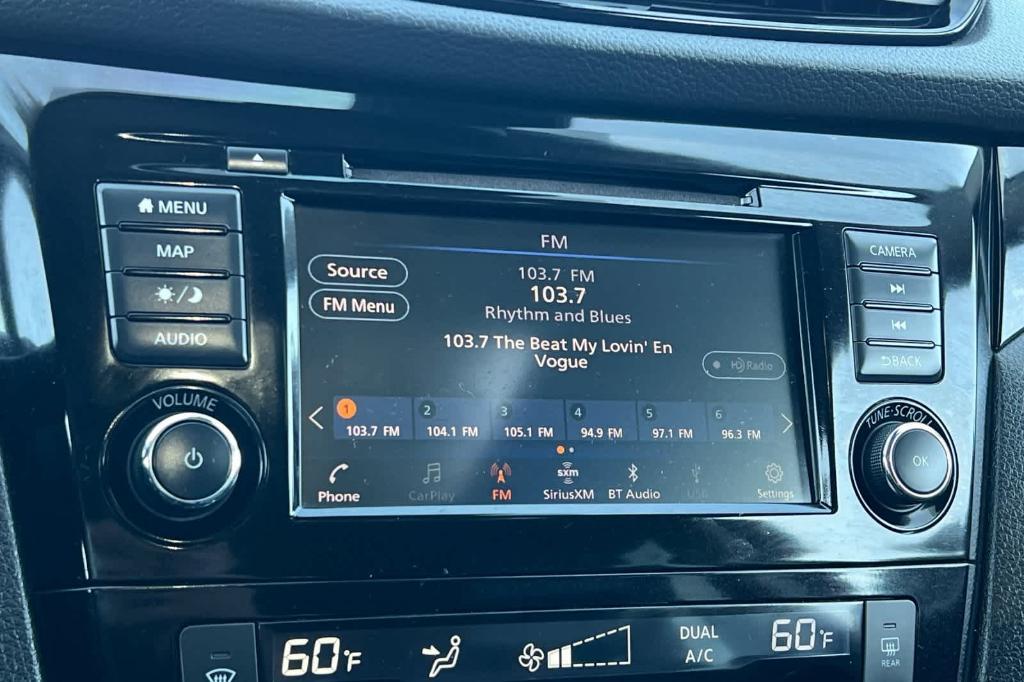 MENU
MAP
AUDIO
VOLUME
FM
Source
FM Menu
103.7 FM
103.7
Rhythm and Blues
103.7 The Beat My Lovin' En
Vogue
HD Radio
1 2 3 4 5 6
103.7 FM 104.1 FM 105.1 FM 94.9 FM 97.1 FM 96.3 FM
sxm
Phone CarPlay FM SiriusXM BT Audio USB Settings
CAMERA
BACK
TUNE·SCROLL
OK
60°F
DUAL
A/C
60°F
REAR